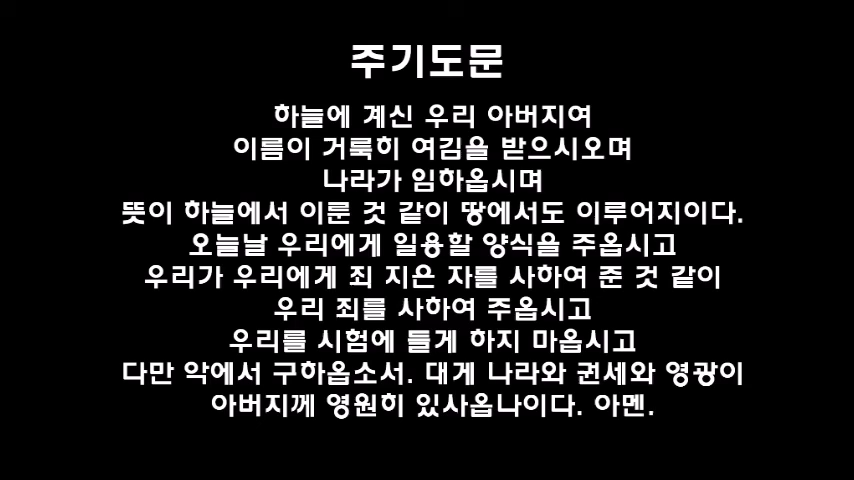 주기도문
하늘에 계신 우리 아버지여
이름이 거룩히 여김을 받으시오며
나라가 임하옵시며
뜻이 하늘에서 이룬 것 같이 땅에서도 이루어지이다.
오늘날 우리에게 일용할 양식을 주옵시고
우리가 우리에게 죄 지은 자를 사하여 준 것 같이
우리 죄를 사하여 주옵시고
우리를 시험에 들게 하지 마옵시고
다만 악에서 구하옵소서. 대게 나라와 권세와 영광이
아버지께 영원히 있사옵나이다. 아멘.